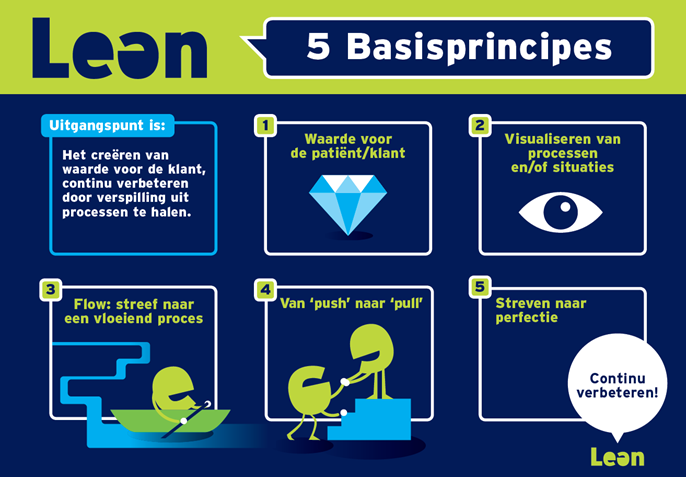 Lean
5 Basisprincipes
Uitgangspunt is:
Het creëren van
waarde voor de klant,
continu verbeteren
door verspilling uit
processen te halen.
1
Waarde voor
de patiënt/klant
2
Visualiseren van
processen
en/of situaties
3
Flow: streef naar
een vloeiend proces
4
Van ‘push’ naar ‘pull’
5
Streven naar
perfectie
Continu
verbeteren!
Lean